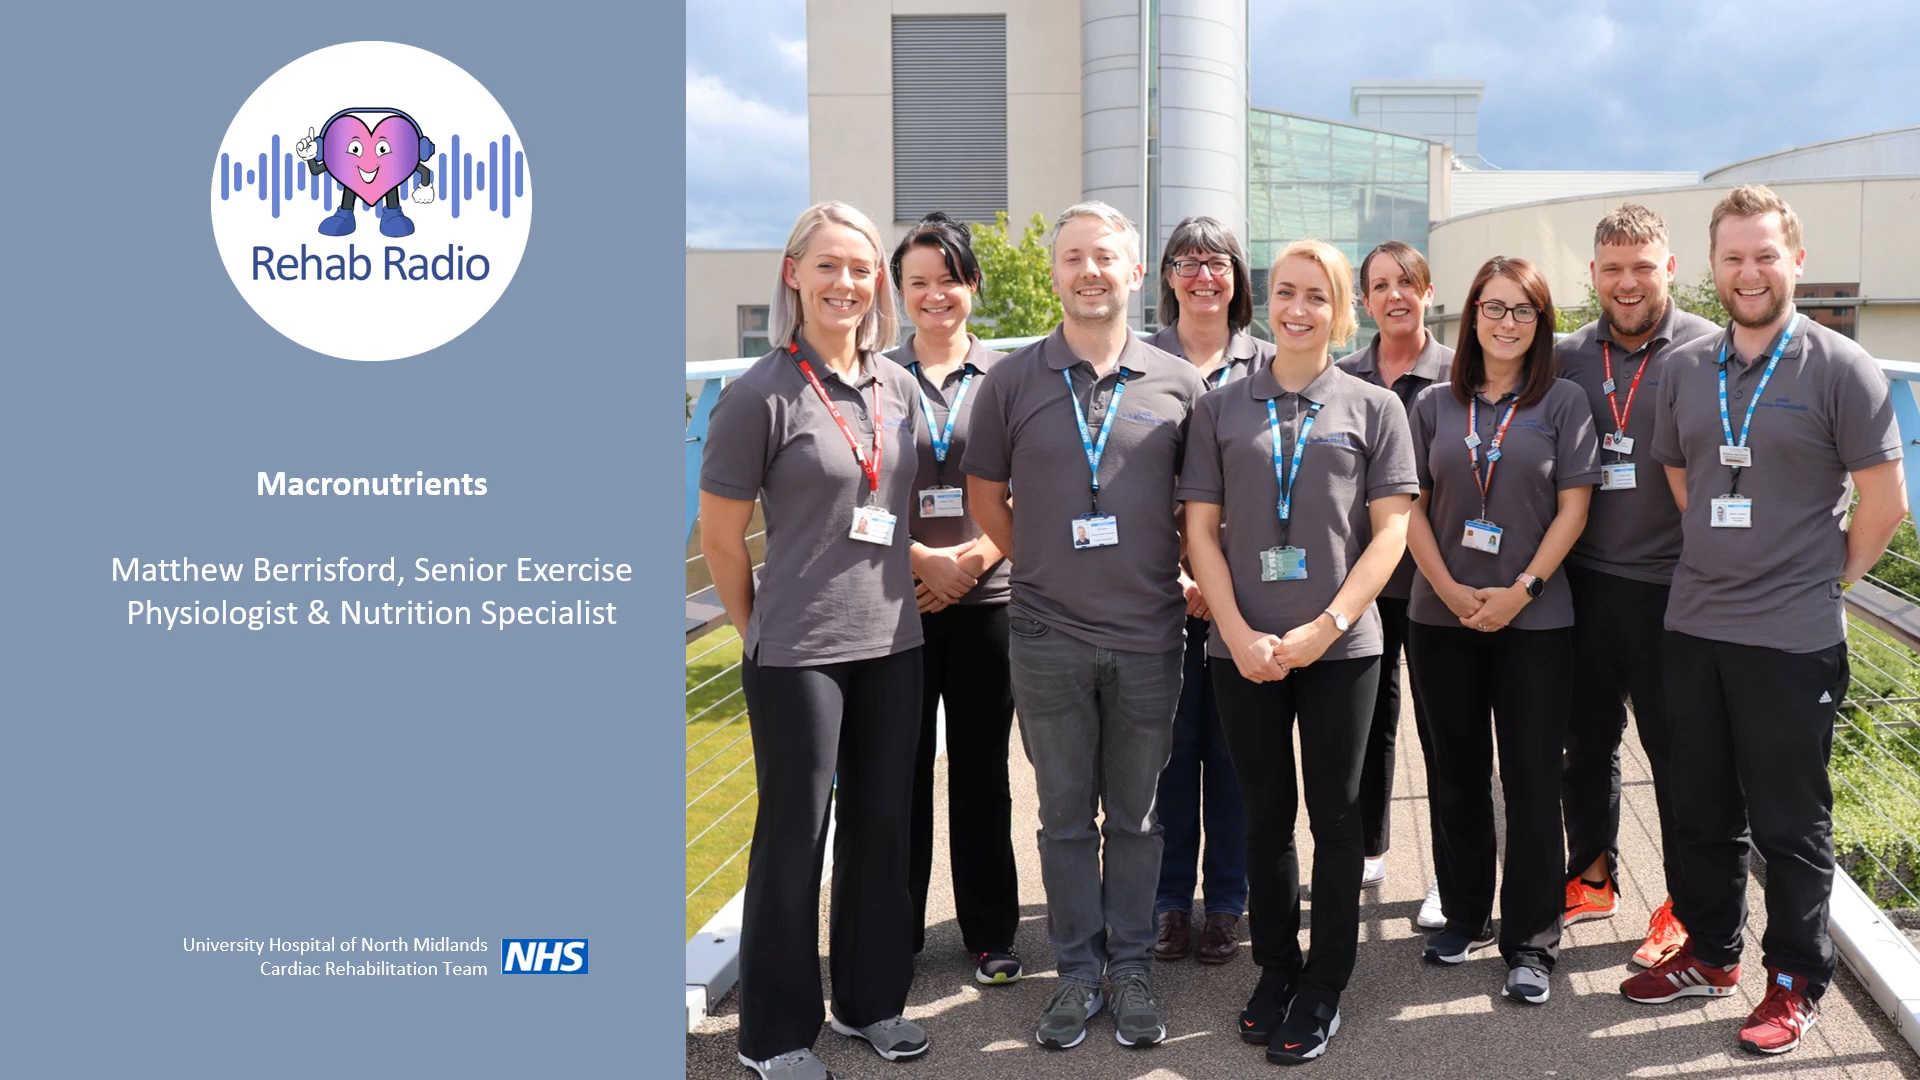 Rehab Radio
Macronutrients
Matthew Berrisford, Senior Exercise
Physiologist & Nutrition Specialist
University Hospital of North Midlands
Cardiac Rehabilitation Team
NHS